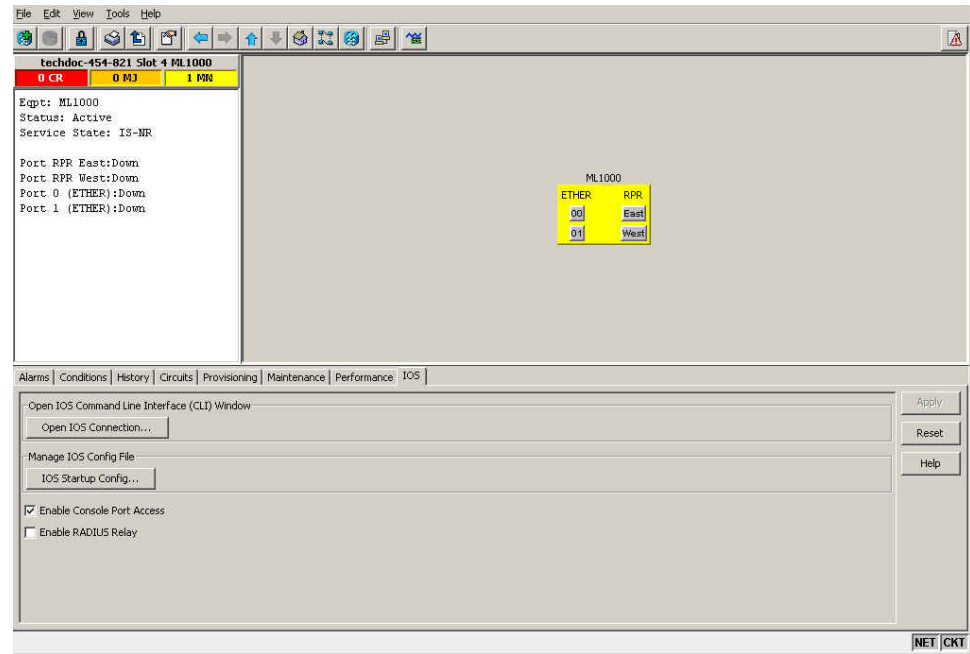 File Edit View Tools Help
techdoc-454-821 Slot 4 ML1000
0 CR 0 MJ 1 MN
Eqpt: ML1000
Status: Active
Service State: IS-NR
Port RPR East:Down
Port RPR West:Down
Port 0 (ETHER):Down
Port 1 (ETHER):Down
ML1000
ETHER RPR
00 East
01 West
Alarms Conditions History Circuits Provisioning Maintenance Performance IOS
Open IOS Command Line Interface (CLI) Window
Open IOS Connection...
Manage IOS Config File
IOS Startup Config...
Enable Console Port Access
Enable RADIUS Relay
Apply
Reset
Help
NET CKT